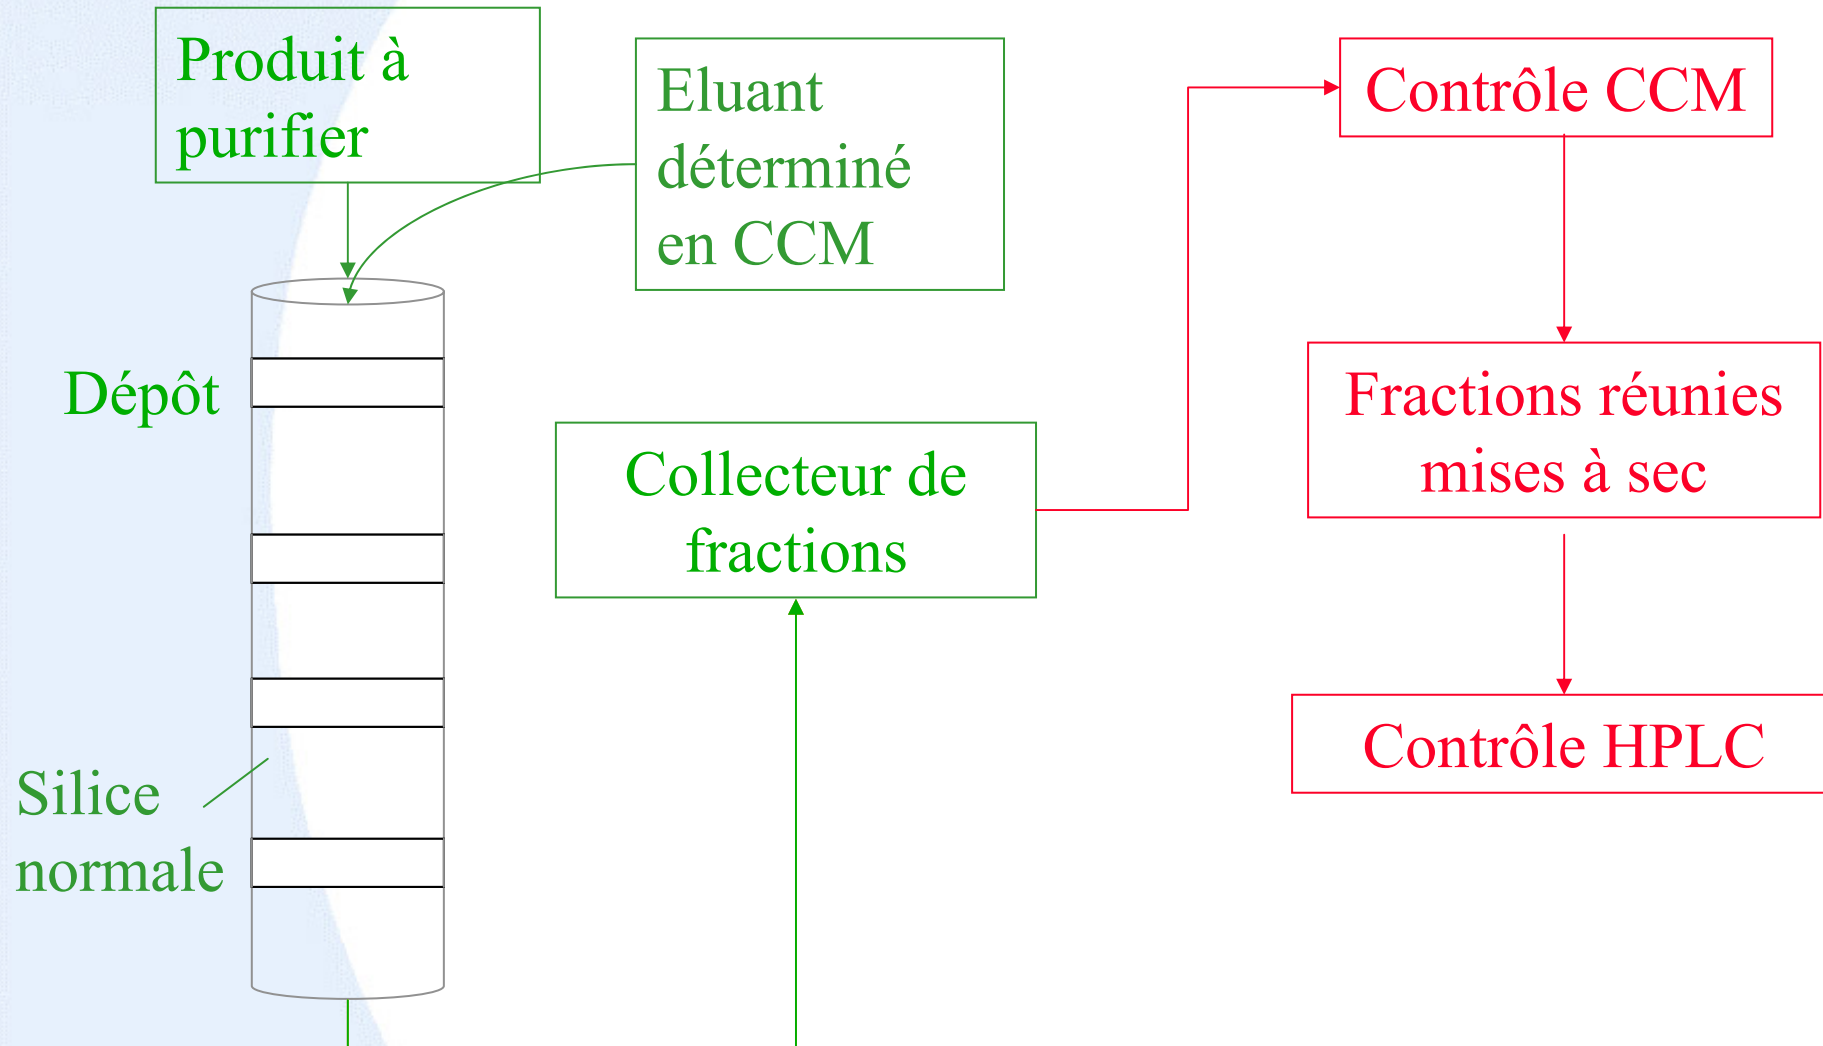 Produit à
purifier
Eluant
déterminé
en CCM
Contrôle CCM
Dépôt
Collecteur de
fractions
Fractions réunies
mises à sec
Contrôle HPLC
Silice
normale